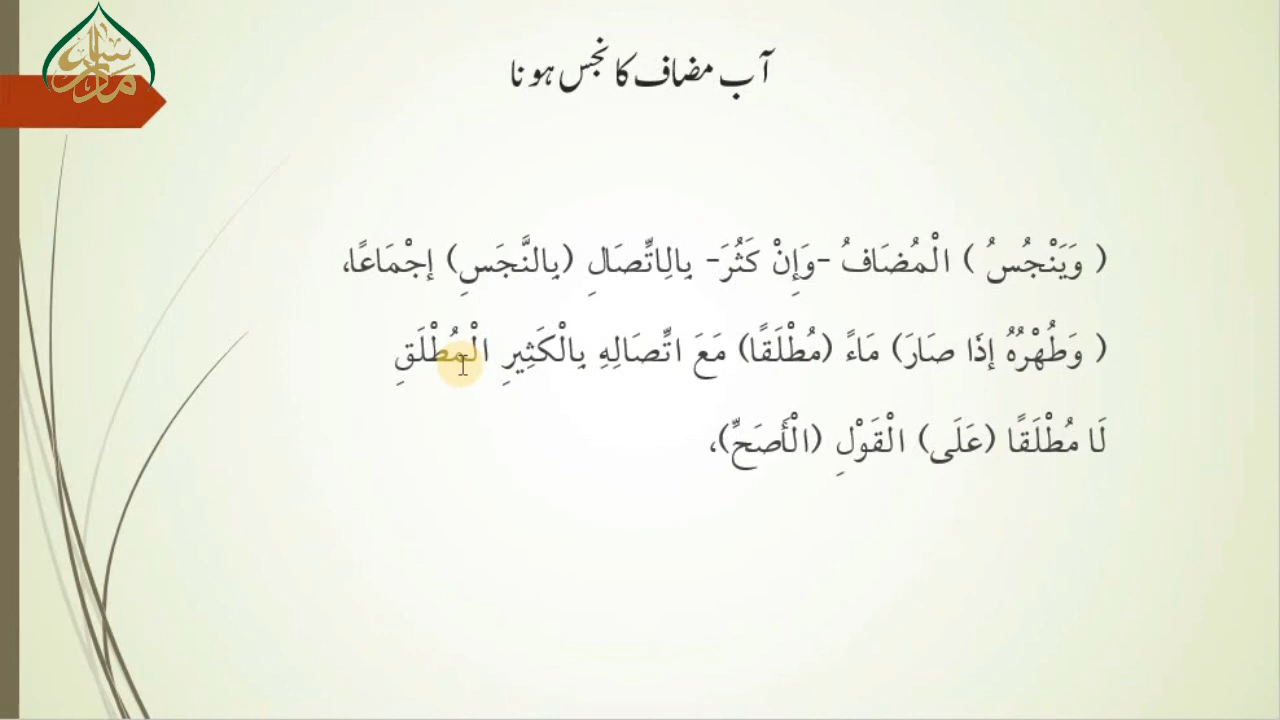 آب مضاف کا نجس ہونا
( وَيَنْجُسُ ) الْمُضَافُ -وَإِنْ كَثُرَ- بِالِاتِّصَالِ (بِالنَّجَسِ) إجْمَاعًا،
( وَطُهْرُهُ إذَا صَارَ) مَاءً (مُطْلَقًا) مَعَ اتِّصَالِهِ بِالْكَثِيرِ الْمُطْلَقِ
لَا مُطْلَقًا (عَلَى) الْقَوْلِ (الْأَصَحِّ)،